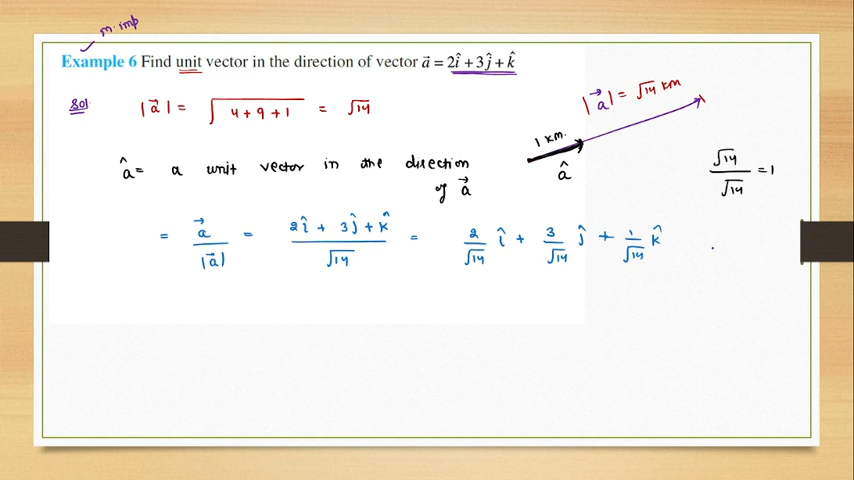 m. imp
Example 6 Find unit vector in the direction of vector a⃗ = 2î + 3ĵ + k̂
Sol.
|a⃗| = √(4+9+1) = √14
|a⃗| = √14 km
1 km.
â
â = a unit vector in the direction
of a⃗
√14/√14 = 1
= a⃗/|a⃗| = (2î + 3ĵ + k̂)/√14 = 2/√14 î + 3/√14 ĵ + 1/√14 k̂